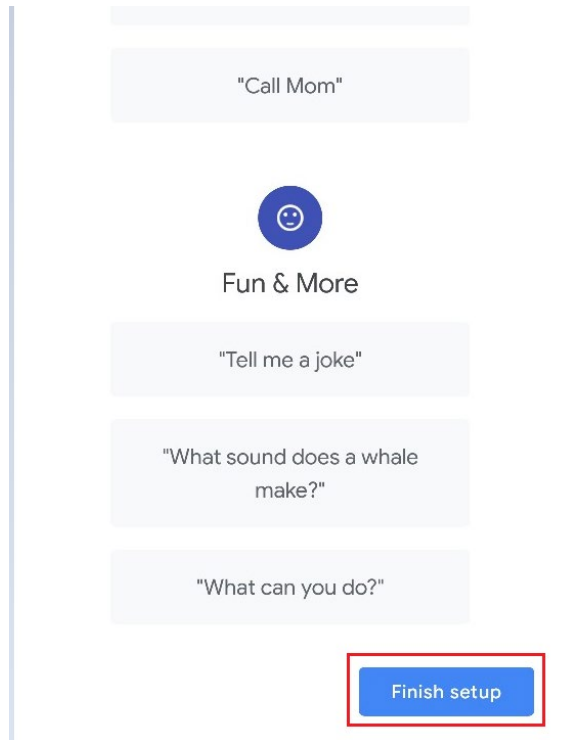 "Call Mom"
Fun & More
"Tell me a joke"
"What sound does a whale
make?"
"What can you do?"
Finish setup